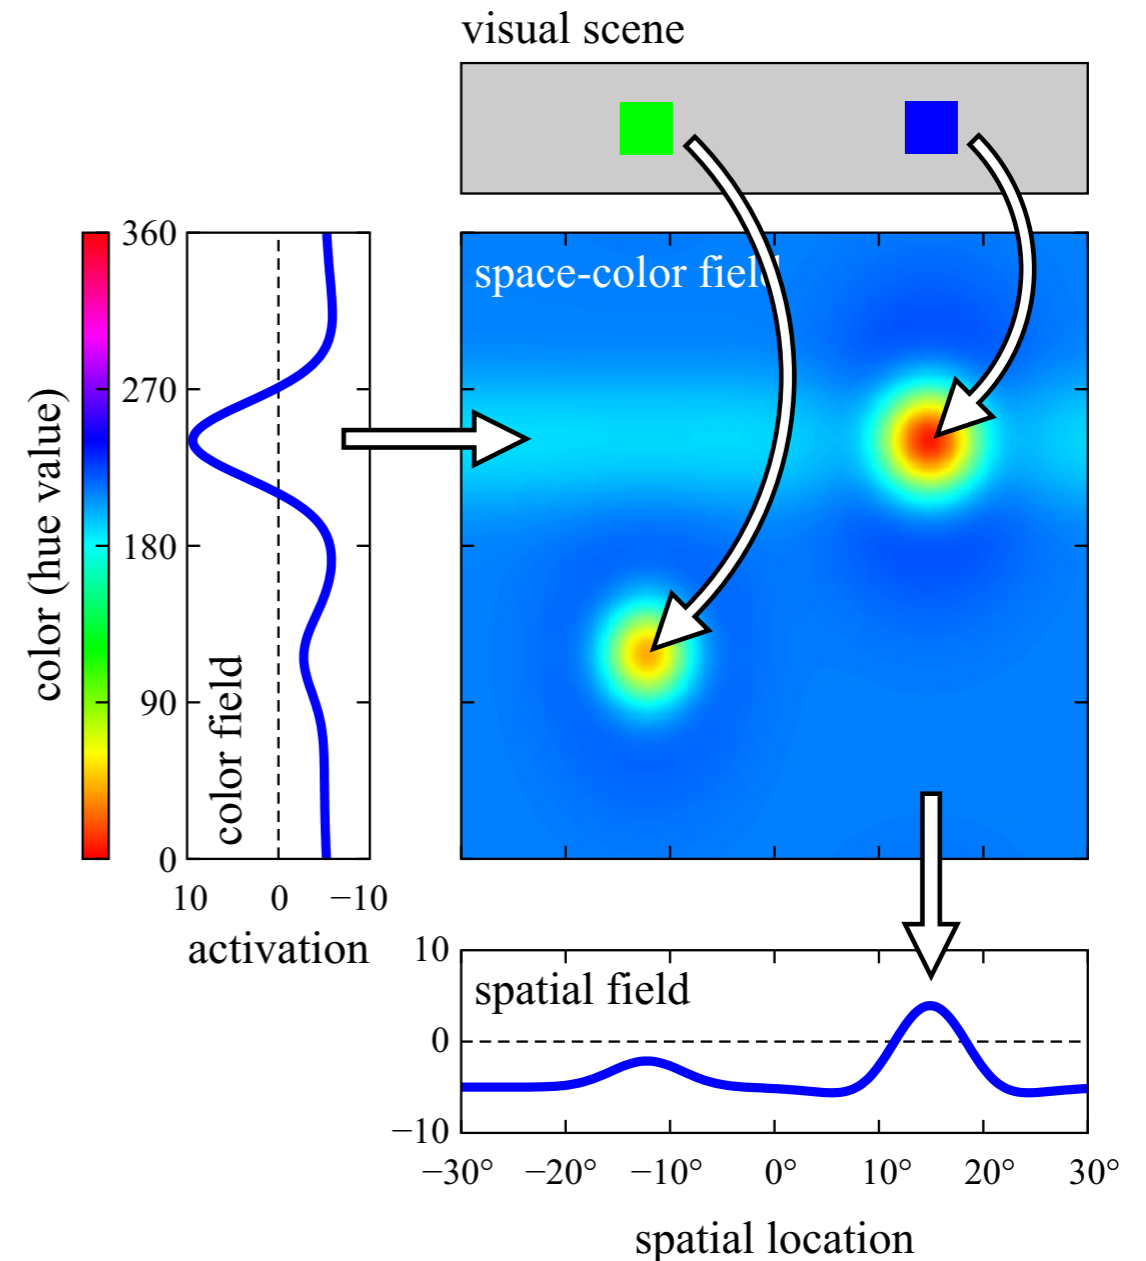 visual scene
space-color field
360
270
180
90
0
color (hue value)
color field
10 0 −10
activation
spatial field
10
0
−10
−30° −20° −10° 0° 10° 20° 30°
spatial location